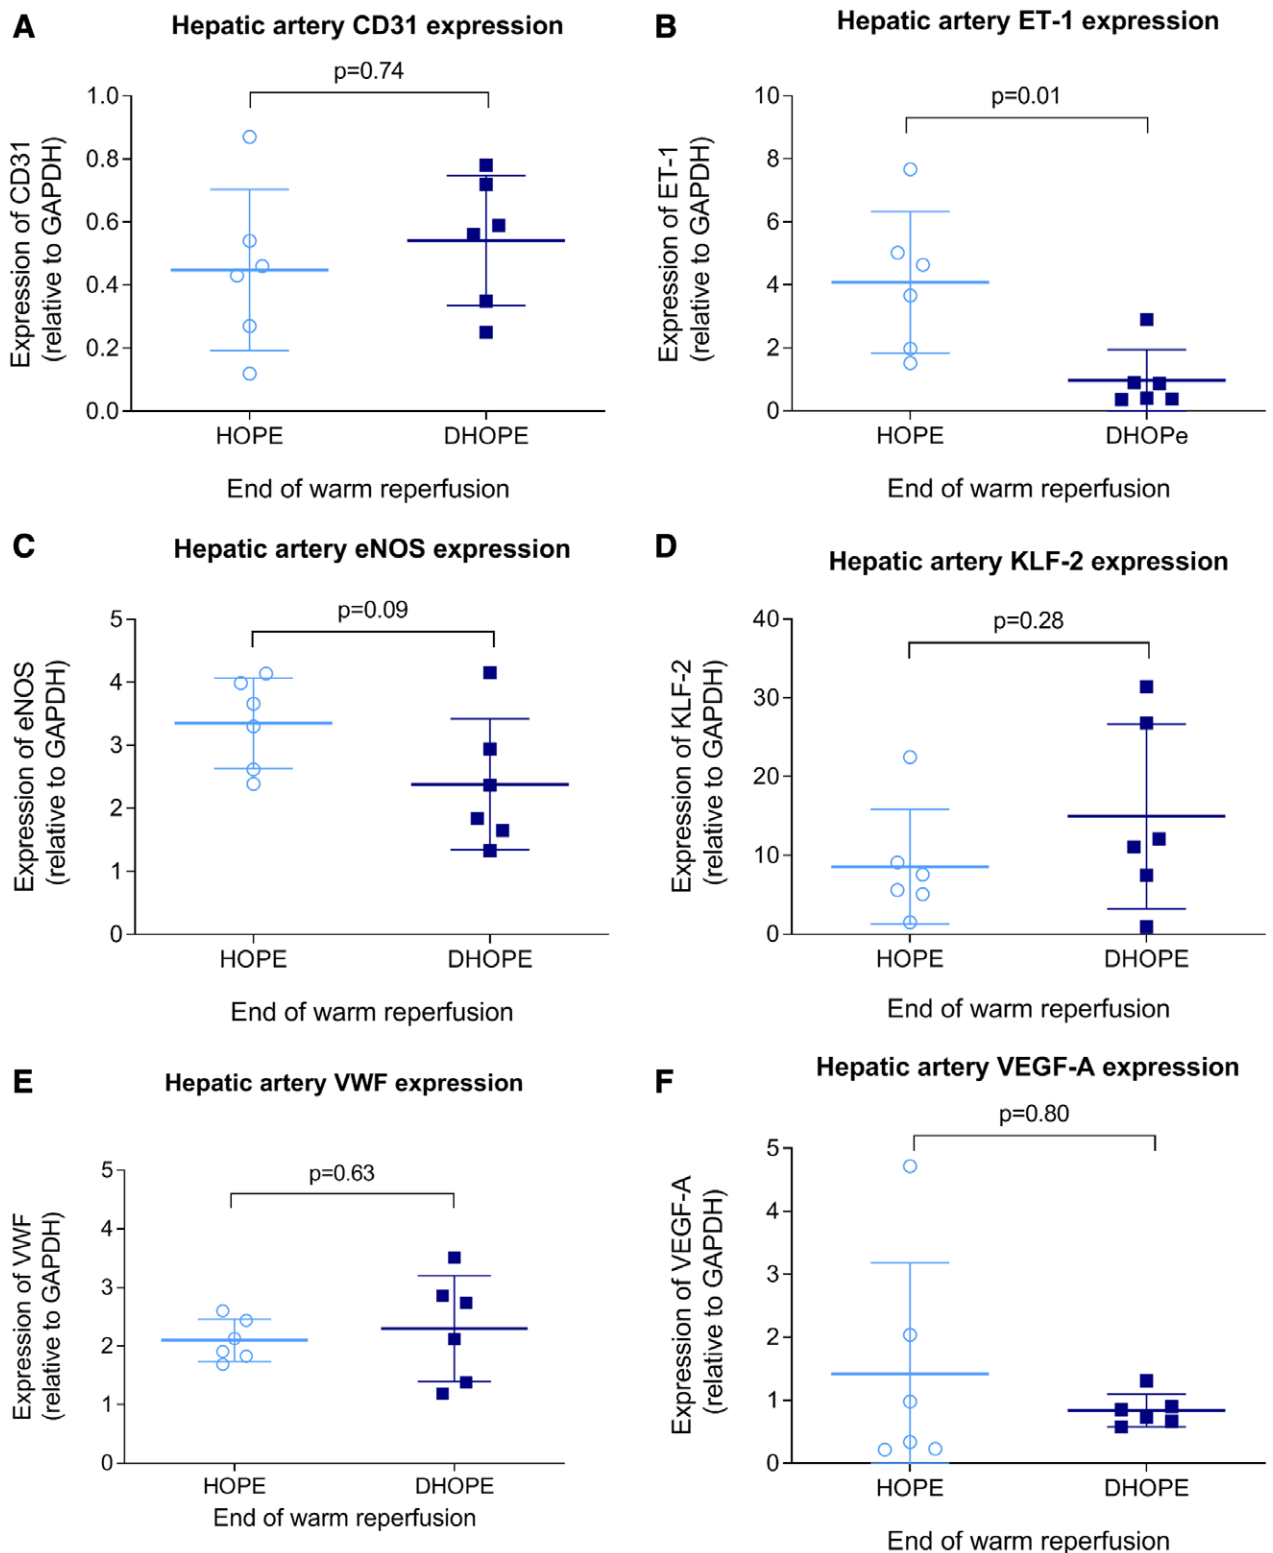 A
Hepatic artery CD31 expression
p=0.74
Expression of CD31
(relative to GAPDH)
1.0
0.8
0.6
0.4
0.2
0.0
HOPE
DHOPE
End of warm reperfusion
B
Hepatic artery ET-1 expression
p=0.01
Expression of ET-1
(relative to GAPDH)
10
8
6
4
2
0
HOPE
DHOPe
End of warm reperfusion
C
Hepatic artery eNOS expression
p=0.09
Expression of eNOS
(relative to GAPDH)
5
4
3
2
1
0
HOPE
DHOPE
End of warm reperfusion
D
Hepatic artery KLF-2 expression
p=0.28
Expression of KLF-2
(relative to GAPDH)
40
30
20
10
0
HOPE
DHOPE
End of warm reperfusion
E
Hepatic artery VWF expression
p=0.63
Expression of VWF
(relative to GAPDH)
5
4
3
2
1
0
HOPE
DHOPE
End of warm reperfusion
F
Hepatic artery VEGF-A expression
p=0.80
Expression of VEGF-A
(relative to GAPDH)
5
4
3
2
1
0
HOPE
DHOPE
End of warm reperfusion